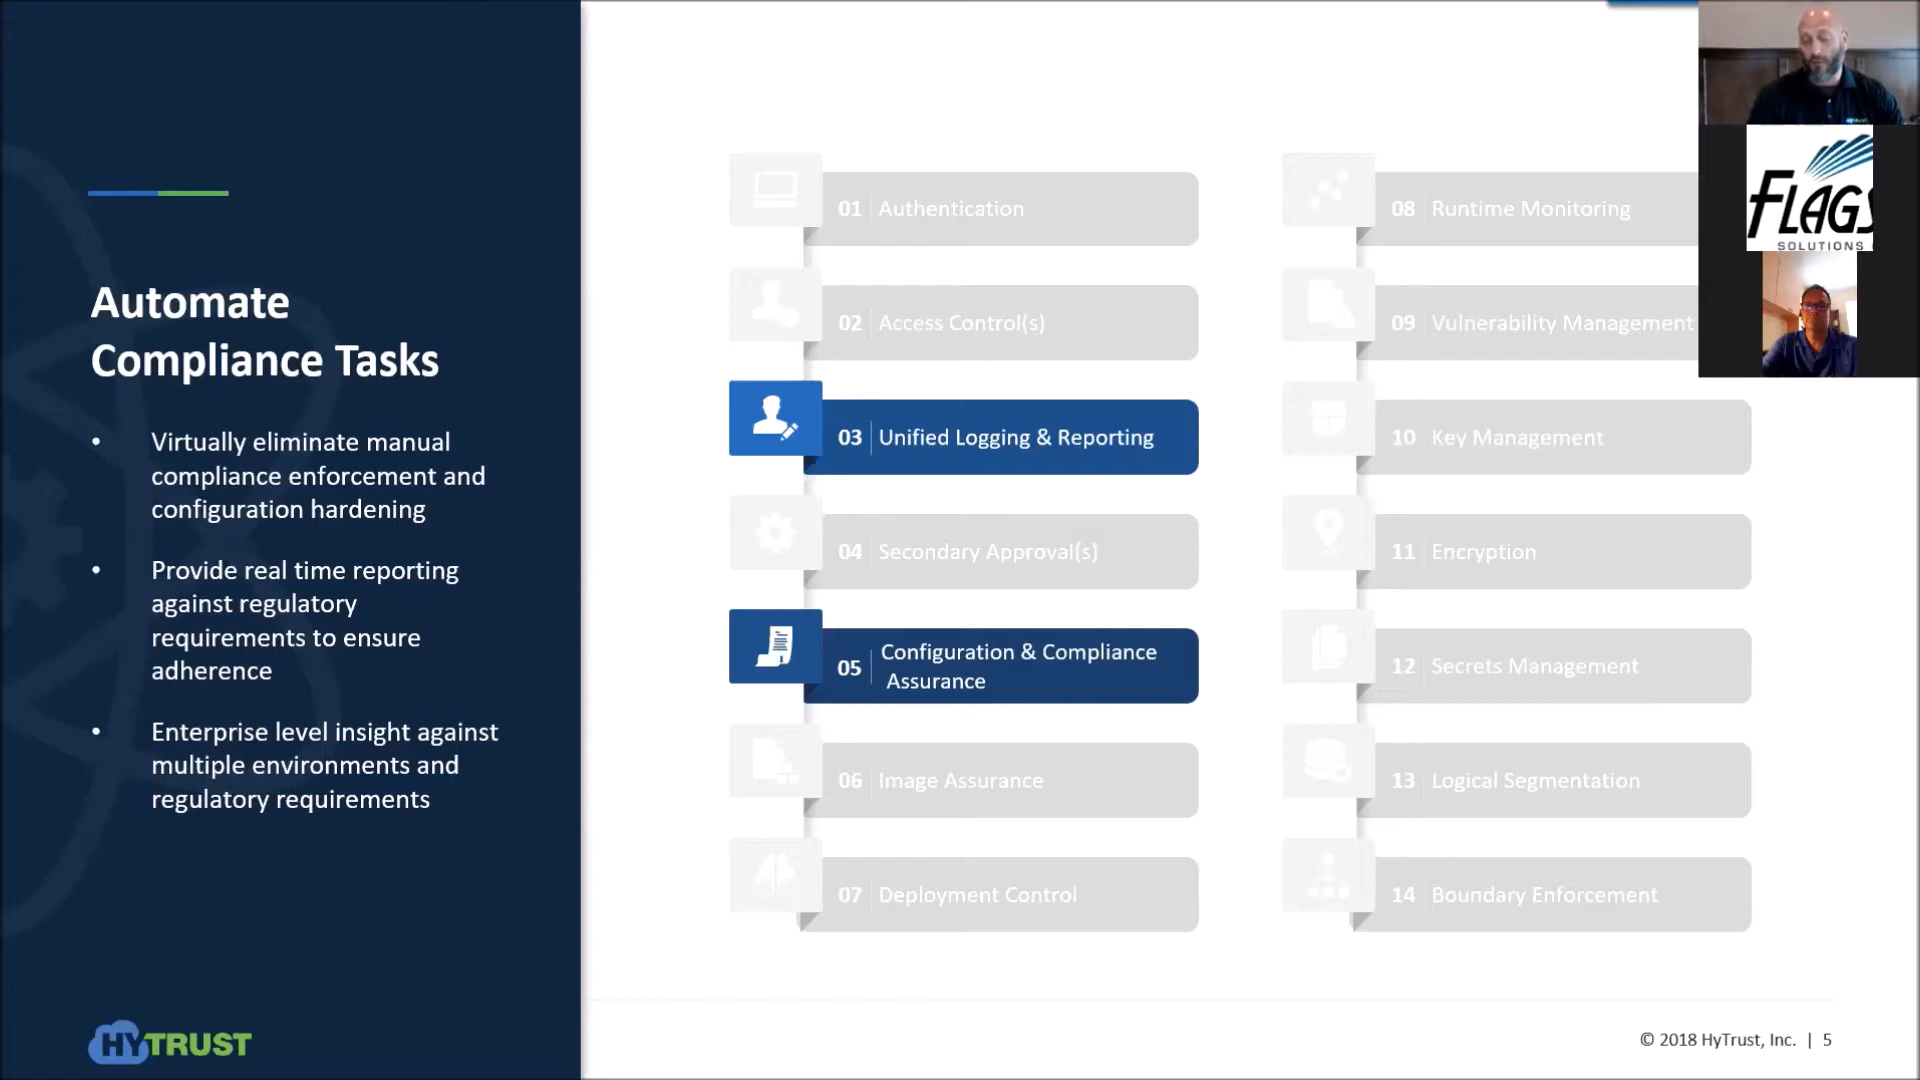 Automate
Compliance Tasks
• Virtually eliminate manual
compliance enforcement and
configuration hardening
• Provide real time reporting
against regulatory
requirements to ensure
adherence
• Enterprise level insight against
multiple environments and
regulatory requirements
HYTRUST
01 Authentication
02 Access Control(s)
03 Unified Logging & Reporting
04 Secondary Approval(s)
05 Configuration & Compliance
Assurance
06 Image Assurance
07 Deployment Control
08 Runtime Monitoring
09 Vulnerability Management
10 Key Management
11 Encryption
12 Secrets Management
13 Logical Segmentation
14 Boundary Enforcement
FLAGS
SOLUTIONS
© 2018 HyTrust, Inc. | 5